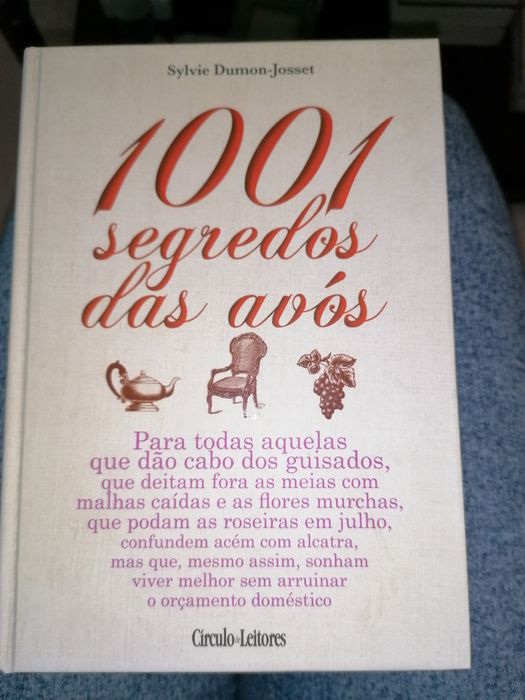 Sylvie Dumon-Josset
1001
segredos
das avós
Para todas aquelas
que dão cabo dos guisados,
que deitam fora as meias com
malhas caídas e as flores murchas,
que podam as roseiras em julho,
confundem acém com alcatra,
mas que, mesmo assim, sonham
viver melhor sem arruinar
o orçamento doméstico
Círculo de Leitores